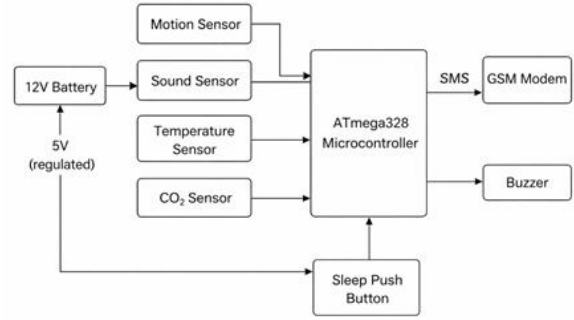 Motion Sensor
12V Battery
Sound Sensor
5V
(regulated)
Temperature
Sensor
CO₂ Sensor
ATmega328
Microcontroller
SMS
GSM Modem
Buzzer
Sleep Push
Button